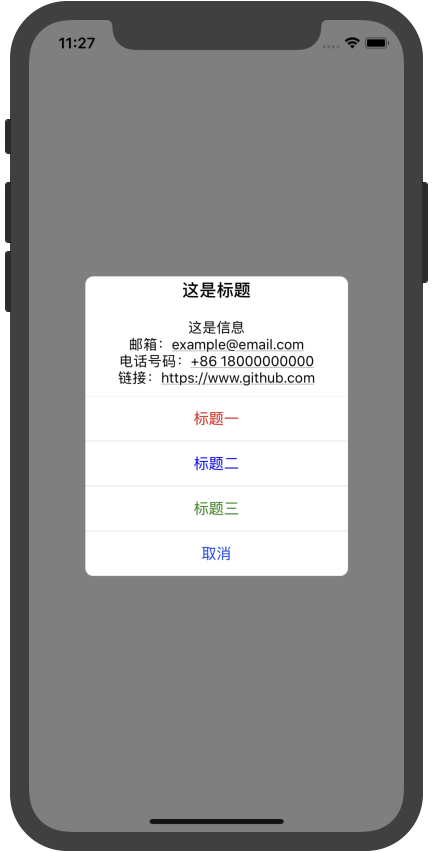 11:27
这是标题
这是信息
邮箱：example@email.com
电话号码：+86 18000000000
链接：https://www.github.com
标题一
标题二
标题三
取消